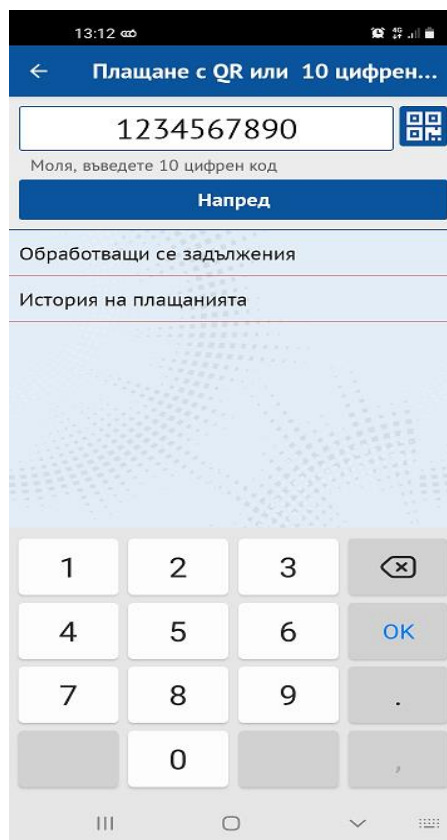 13:12
4G
Плащане с QR или 10 цифрен...
1234567890
Моля, въведете 10 цифрен код
Напред
Обработващи се задължения
История на плащанията
1 2 3
4 5 6 OK
7 8 9 .
0 ,